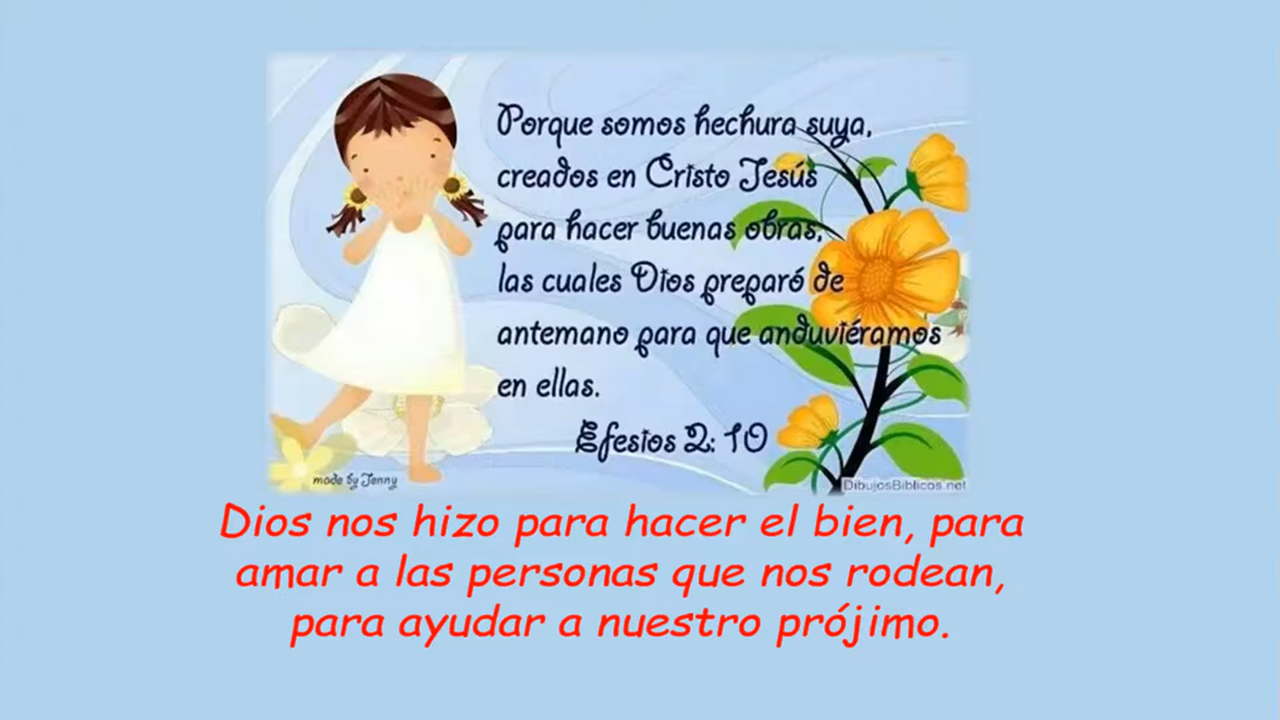 Porque somos hechura suya,
creados en Cristo Jesús
para hacer buenas obras,
las cuales Dios preparó de
antemano para que anduviéramos
en ellas.
Efesios 2: 10
made by Jenny
DibujosBiblicos.net
Dios nos hizo para hacer el bien, para
amar a las personas que nos rodean,
para ayudar a nuestro prójimo.